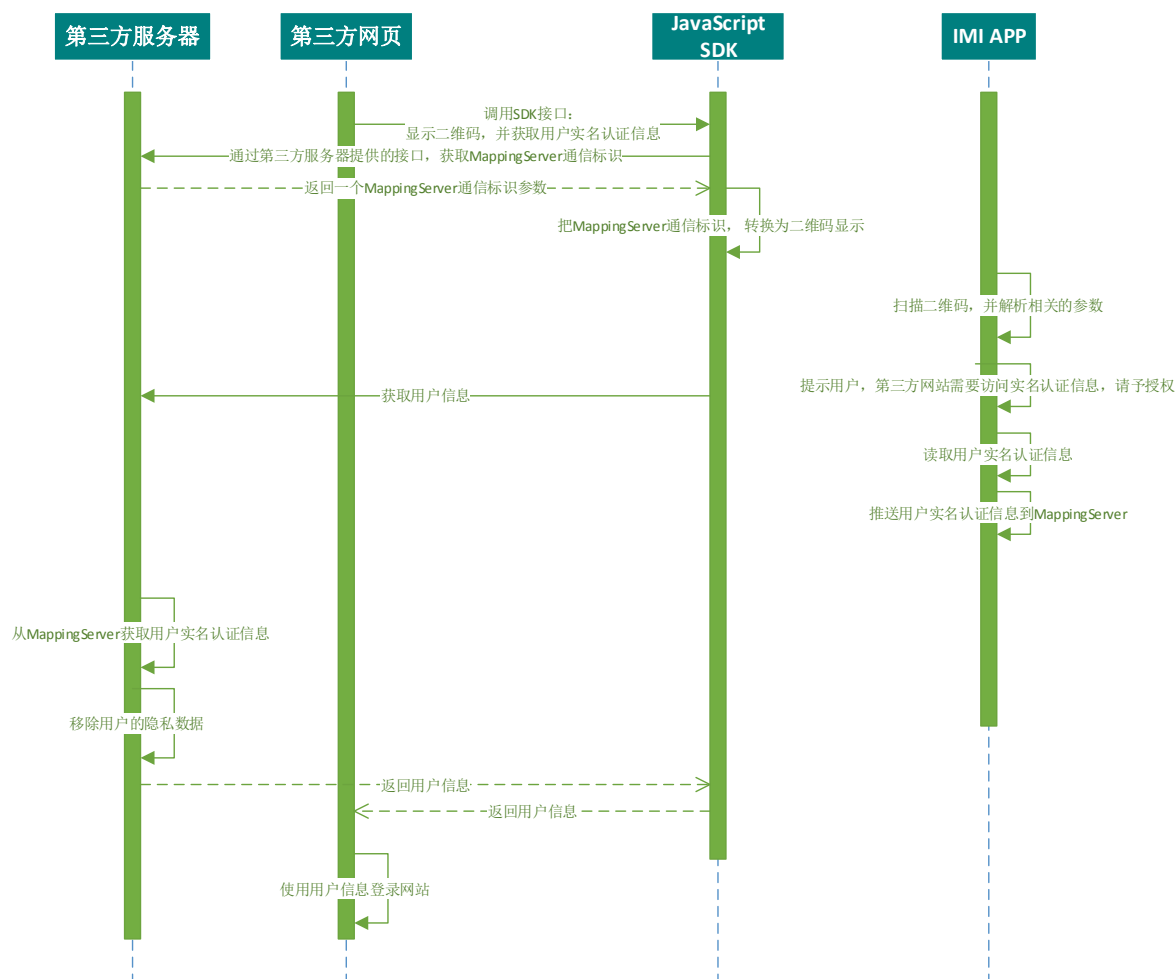 第三方服务器
第三方网页
JavaScript
SDK
IMI APP
调用SDK接口：
显示二维码，并获取用户实名认证信息
通过第三方服务器提供的接口，获取MappingServer通信标识
返回一个MappingServer通信标识参数
把MappingServer通信标识， 转换为二维码显示
扫描二维码，并解析相关的参数
提示用户，第三方网站需要访问实名认证信息，请予授权
获取用户信息
读取用户实名认证信息
推送用户实名认证信息到MappingServer
从MappingServer获取用户实名认证信息
移除用户的隐私数据
返回用户信息
返回用户信息
使用用户信息登录网站